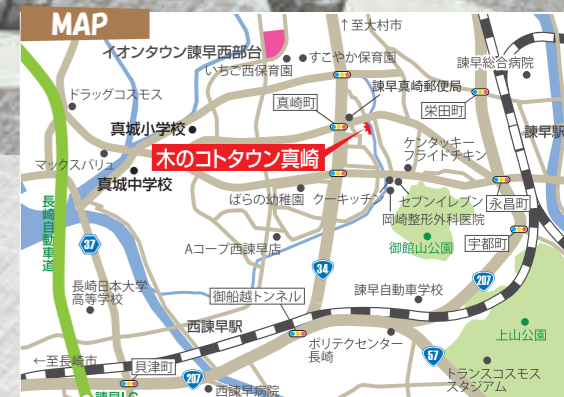 MAP
↑至大村市
イオンタウン諫早西部台
すこやか保育園
いちご西保育園
諫早総合病院
ドラッグコスモス
諫早真崎郵便局
真崎町
栄田町
真城小学校
諫早駅
木のコトタウン真崎
ケンタッキー
フライドチキン
マックスバリュ
真城中学校
ばらの幼稚園
クーキッチン
セブンイレブン
永昌町
岡崎整形外科医院
長崎自動車道
37
Aコープ西諫早店
御館山公園
宇都町
34
207
長崎日本大学
高等学校
御船越トンネル
諫早自動車学校
西諫早駅
上山公園
ポリテクセンター
長崎
57
←至長崎市
貝津町
207
トランスコスモス
スタジアム
諫早I.C
西諫早病院